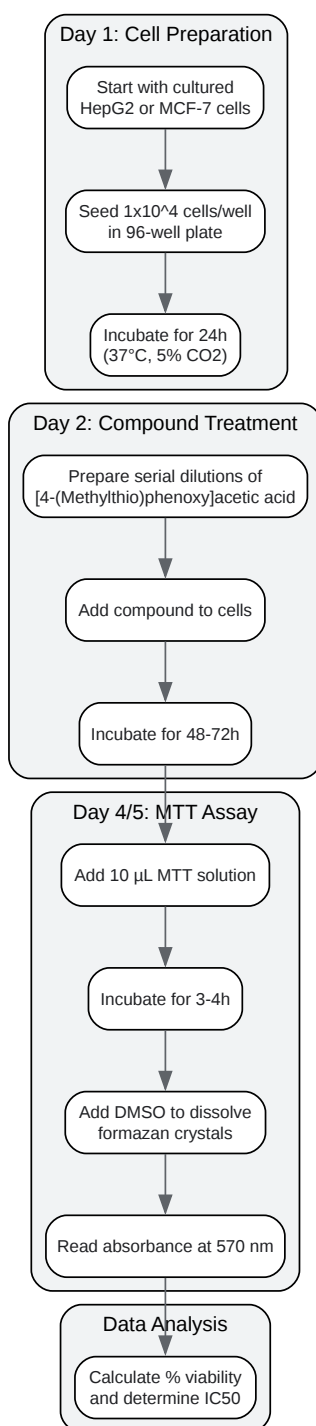 Day 1: Cell Preparation
Start with cultured
HepG2 or MCF-7 cells
Seed 1x10^4 cells/well
in 96-well plate
Incubate for 24h
(37°C, 5% CO2)
Day 2: Compound Treatment
Prepare serial dilutions of
[4-(Methylthio)phenoxy]acetic acid
Add compound to cells
Incubate for 48-72h
Day 4/5: MTT Assay
Add 10 µL MTT solution
Incubate for 3-4h
Add DMSO to dissolve
formazan crystals
Read absorbance at 570 nm
Data Analysis
Calculate % viability
and determine IC50